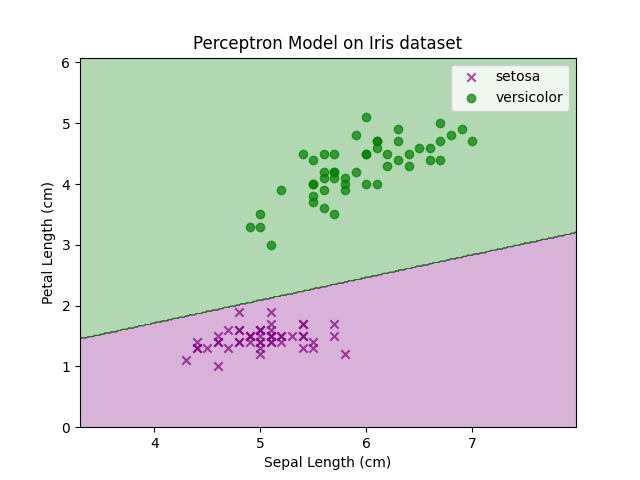 Perceptron Model on Iris dataset
setosa
versicolor
Petal Length (cm)
6
5
4
3
2
1
0
4 5 6 7
Sepal Length (cm)